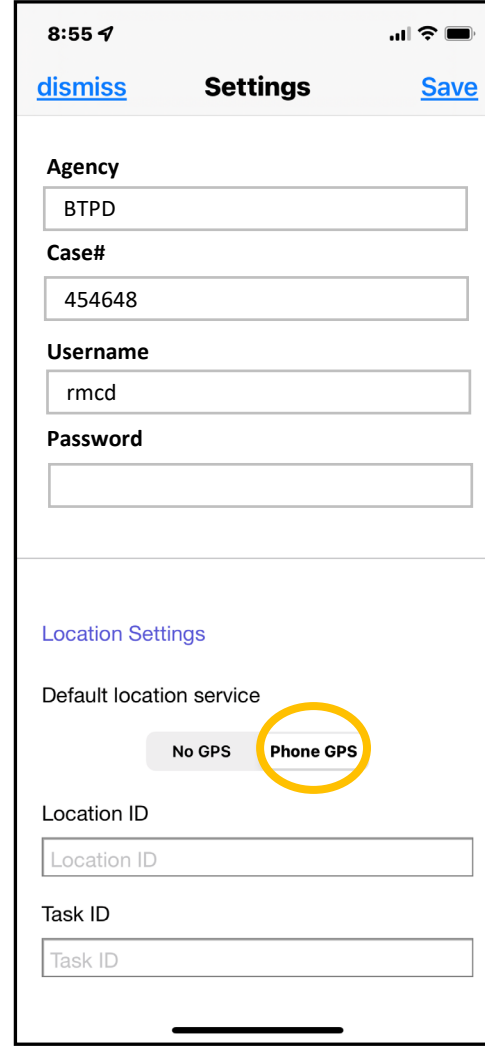 8:55
dismiss Settings Save
Agency
BTPD
Case#
454648
Username
rmcd
Password
Location Settings
Default location service
No GPS Phone GPS
Location ID
Location ID
Task ID
Task ID